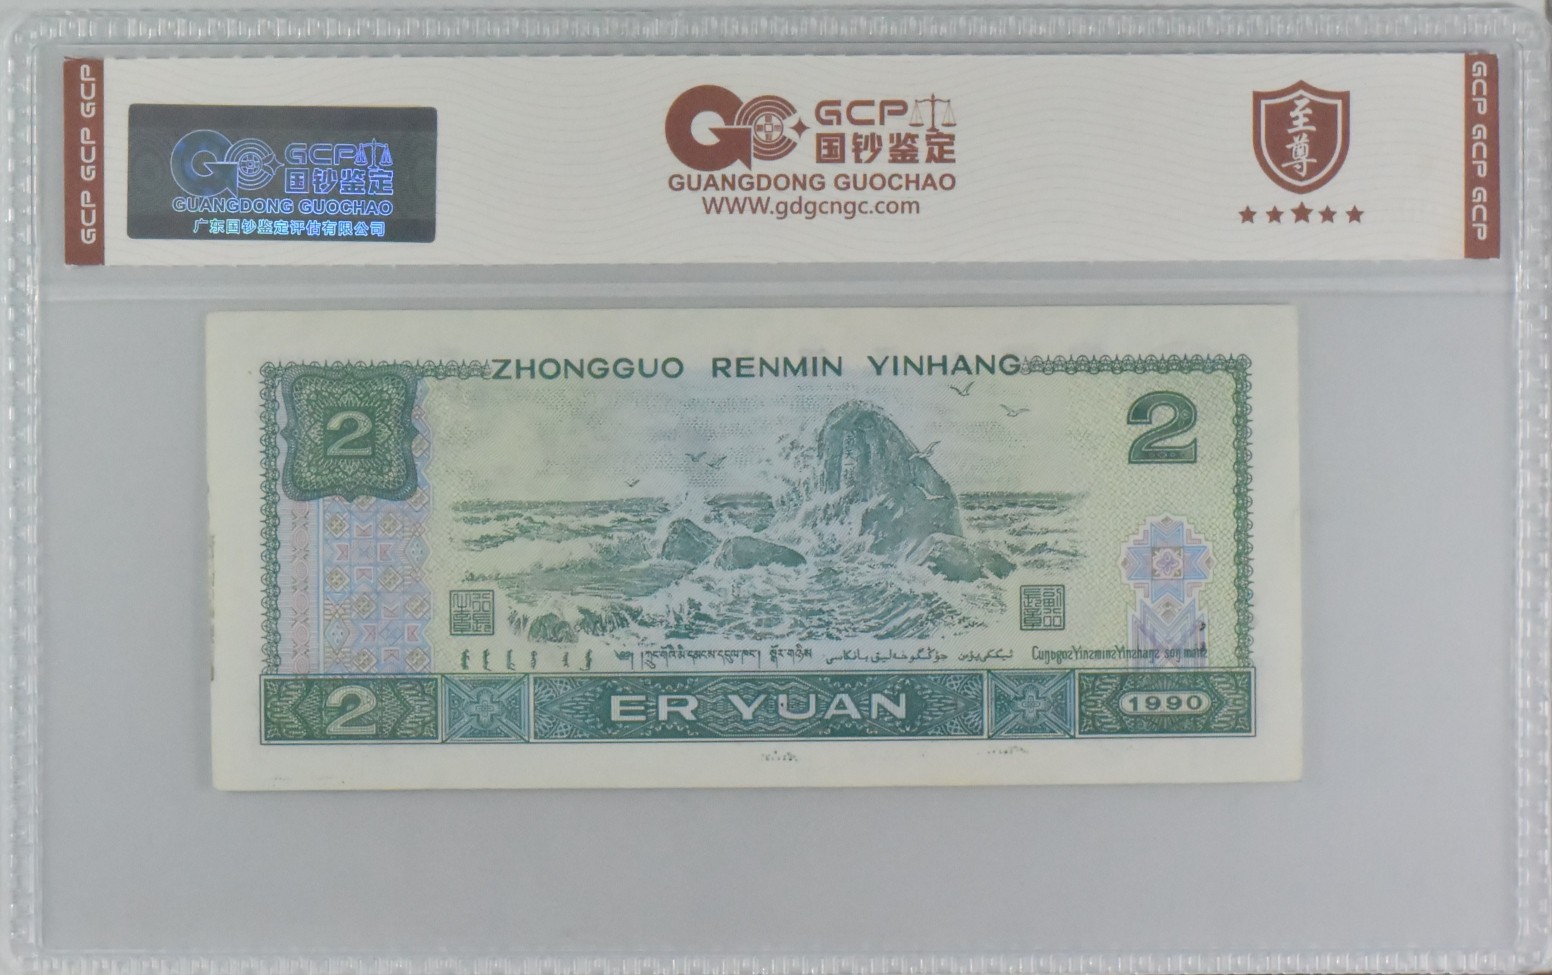 GCP GCP GCP
GCP
国钞鉴定
GUANGDONG GUOCHAO
广东国钞鉴定评估有限公司
GCP
国钞鉴定
GUANGDONG GUOCHAO
WWW.gdgcngc.com
至尊
GCP GCP GCP
ZHONGGUO RENMIN YINHANG
2
2
2
ER YUAN
1990